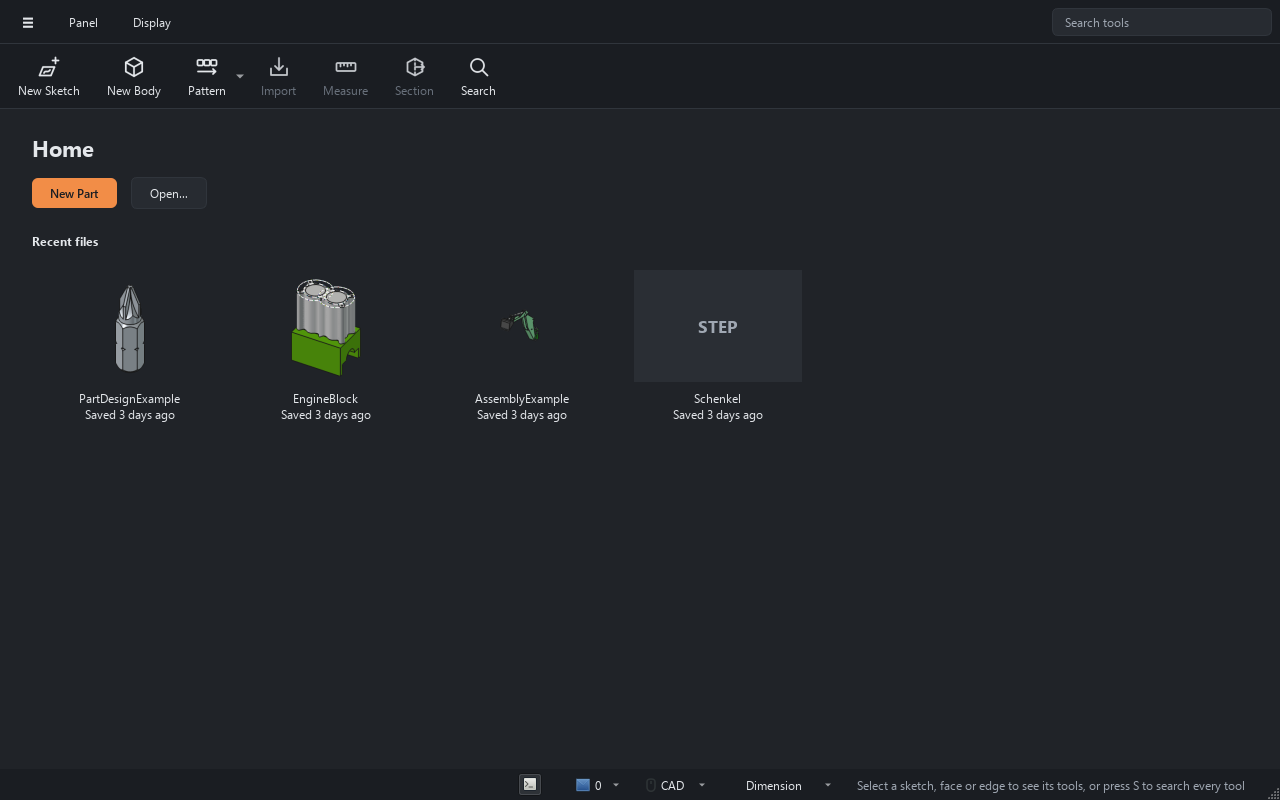 Panel
Display
Search tools
New Sketch
New Body
Pattern
Import
Measure
Section
Search
Home
New Part
Open...
Recent files
STEP
PartDesignExample
Saved 3 days ago
EngineBlock
Saved 3 days ago
AssemblyExample
Saved 3 days ago
Schenkel
Saved 3 days ago
0
CAD
Dimension
Select a sketch, face or edge to see its tools, or press S to search every tool